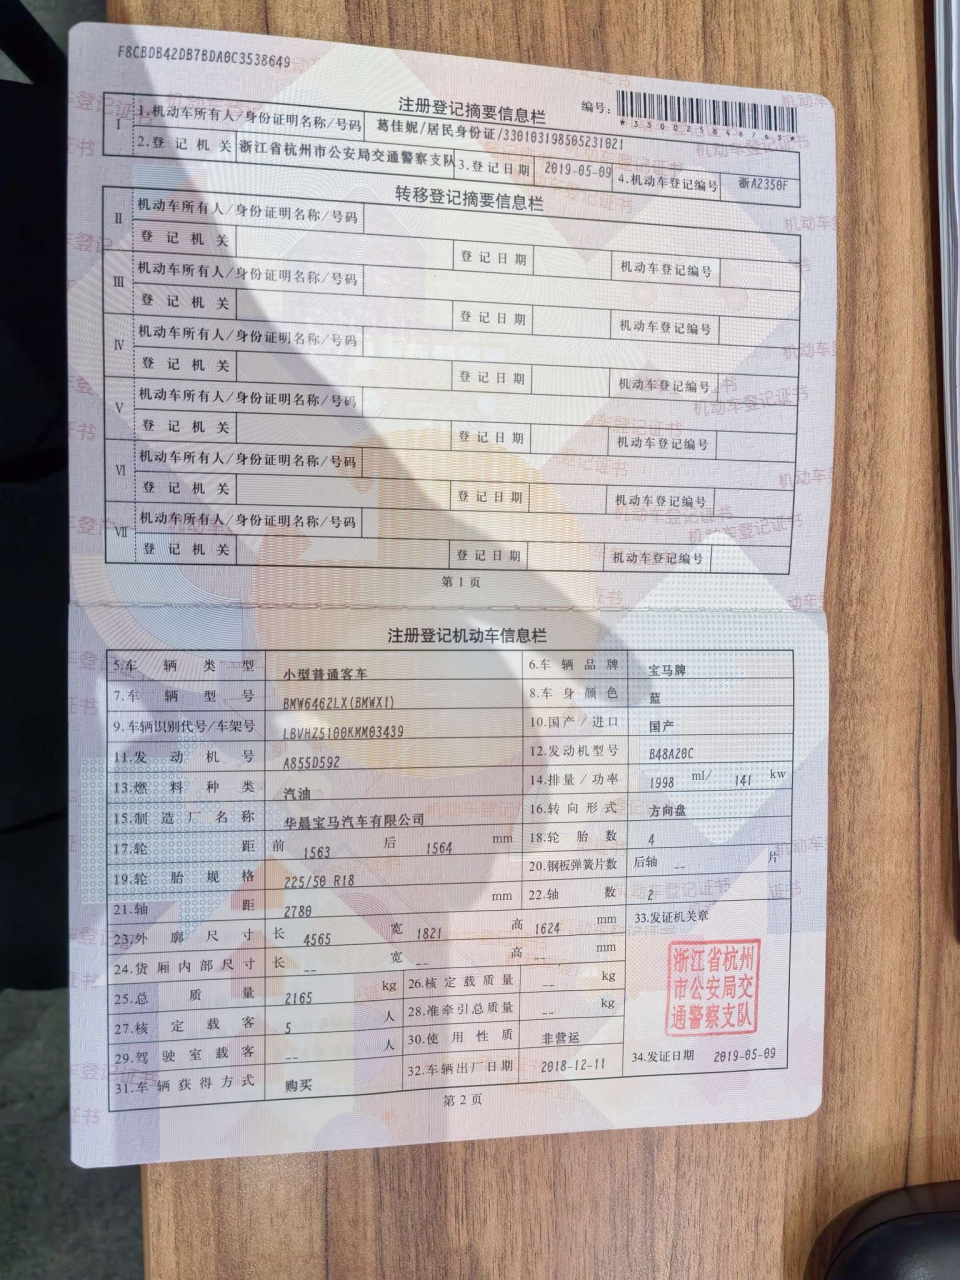 F8CBDB42DB7BDA0C3538649
注册登记摘要信息栏
编号:
*330025846763*
Ⅰ
1.机动车所有人/身份证明名称/号码 葛佳妮/居民身份证/330103198505231021
2.登记机关 浙江省杭州市公安局交通警察支队 3.登记日期 2019-05-09 4.机动车登记编号 浙A2350F
转移登记摘要信息栏
Ⅱ
机动车所有人/身份证明名称/号码
登记机关 登记日期 机动车登记编号
Ⅲ
机动车所有人/身份证明名称/号码
登记机关 登记日期 机动车登记编号
Ⅳ
机动车所有人/身份证明名称/号码
登记机关 登记日期 机动车登记编号
Ⅴ
机动车所有人/身份证明名称/号码
登记机关 登记日期 机动车登记编号
Ⅵ
机动车所有人/身份证明名称/号码
登记机关 登记日期 机动车登记编号
Ⅶ
机动车所有人/身份证明名称/号码
登记机关 登记日期 机动车登记编号
第1页
注册登记机动车信息栏
5.车辆类型 小型普通客车 6.车辆品牌 宝马牌
7.车辆型号 BMW6462LX(BMWX1) 8.车身颜色 蓝
9.车辆识别代号/车架号 LBVHZ5100KMM03439 10.国产/进口 国产
11.发动机号 A855D592 12.发动机型号 B48A20C
13.燃料种类 汽油 14.排量/功率 1998 ml/ 141 kw
15.制造厂名称 华晨宝马汽车有限公司 16.转向形式 方向盘
17.轮距 前 1563 后 1564 mm 18.轮胎数 4
19.轮胎规格 225/50 R18 20.钢板弹簧片数 后轴 -- 片
21.轴距 2780 mm 22.轴数 2
23.外廓尺寸 长 4565 宽 1821 高 1624 mm 33.发证机关章
24.货厢内部尺寸 长 -- 宽 -- 高 -- mm
浙江省杭州市公安局交通警察支队
25.总质量 2165 kg 26.核定载质量 -- kg
27.核定载客 5 人 28.准牵引总质量 -- kg
29.驾驶室载客 -- 人 30.使用性质 非营运
31.车辆获得方式 购买 32.车辆出厂日期 2018-12-11 34.发证日期 2019-05-09
第2页